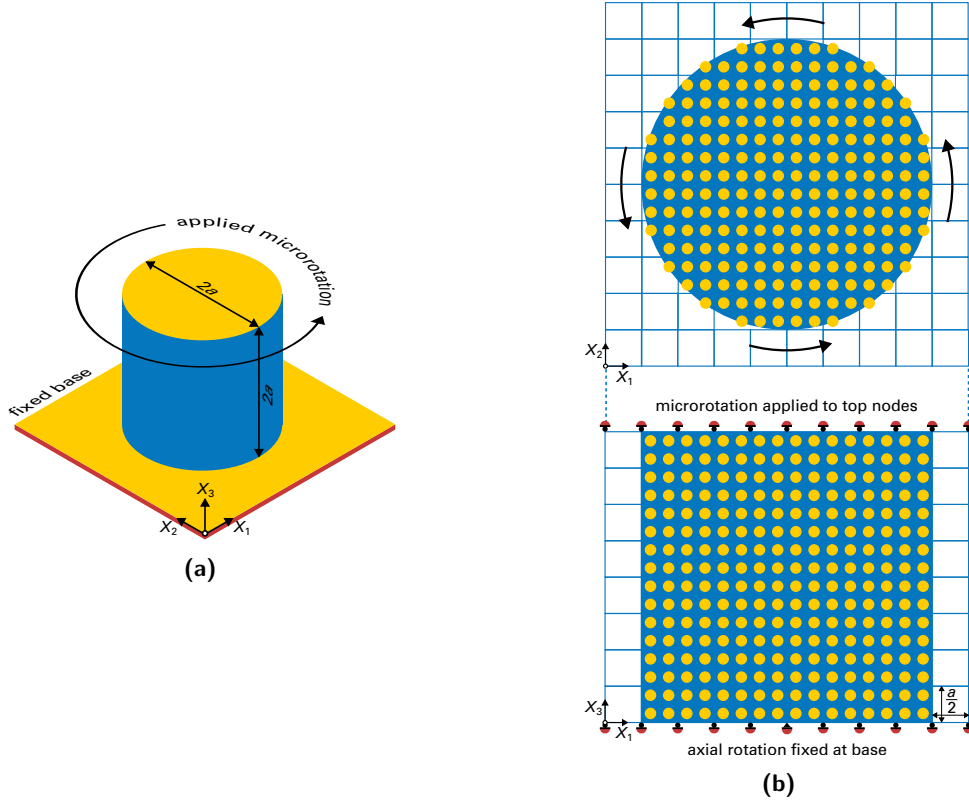 applied microrotation
2a
2a
fixed base
X3
X2
X1
(a)
X2
X1
microrotation applied to top nodes
a
2
X3
X1
axial rotation fixed at base
(b)